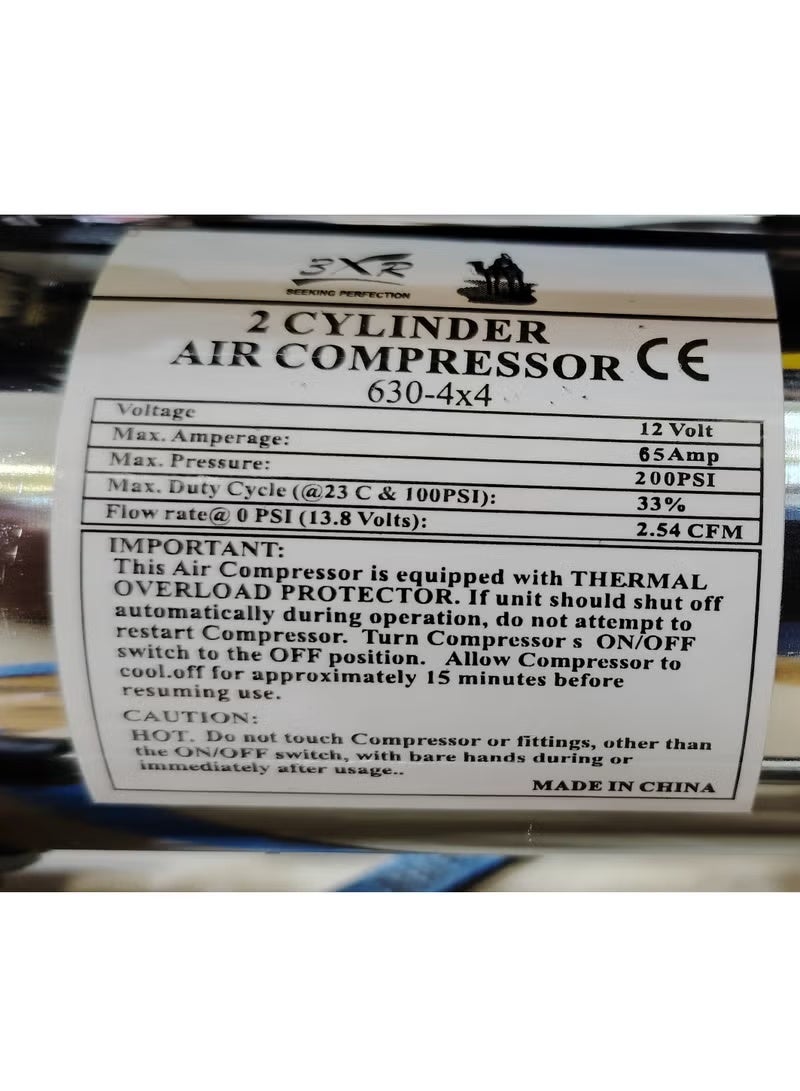 3XR
SEEKING PERFECTION
2 CYLINDER
AIR COMPRESSOR CE
630-4x4
Voltage 12 Volt
Max. Amperage: 65Amp
Max. Pressure: 200PSI
Max. Duty Cycle (@23 C & 100PSI): 33%
Flow rate@ 0 PSI (13.8 Volts): 2.54 CFM
IMPORTANT:
This Air Compressor is equipped with THERMAL
OVERLOAD PROTECTOR. If unit should shut off
automatically during operation, do not attempt to
restart Compressor. Turn Compressor s ON/OFF
switch to the OFF position. Allow Compressor to
cool.off for approximately 15 minutes before
resuming use.
CAUTION:
HOT. Do not touch Compressor or fittings, other than
the ON/OFF switch, with bare hands during or
immediately after usage..
MADE IN CHINA